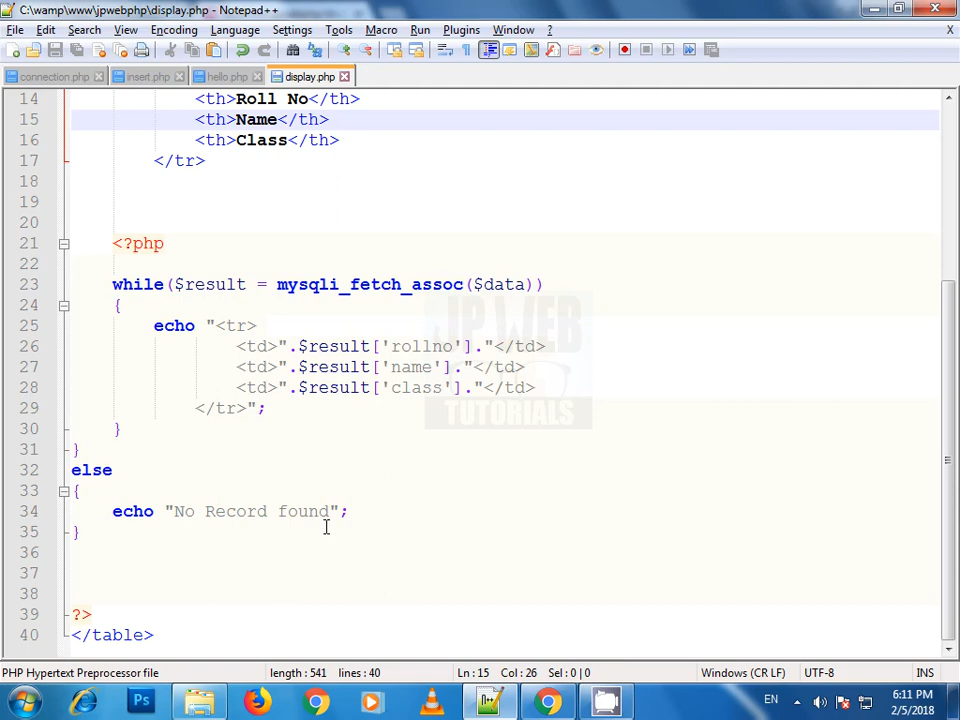 C:\wamp\www\jpwebphp\display.php - Notepad++
File Edit Search View Encoding Language Settings Tools Macro Run Plugins Window ? X
connection.php insert.php hello.php display.php
14 <th>Roll No</th>
15 <th>Name</th>
16 <th>Class</th>
17 </tr>
18
19
20
21 <?php
22
23 while($result = mysqli_fetch_assoc($data))
24 {
25 echo "<tr>
26 <td>".$result['rollno']."</td>
27 <td>".$result['name']."</td>
28 <td>".$result['class']."</td>
29 </tr>";
30 }
31 }
32 else
33 {
34 echo "No Record found";
35 }
36
37
38
39 ?>
40 </table>
JP WEB
TUTORIALS
PHP Hypertext Preprocessor file length : 541 lines : 40 Ln : 15 Col : 26 Sel : 0 | 0 Windows (CR LF) UTF-8 INS
Ps EN 6:11 PM
2/5/2018